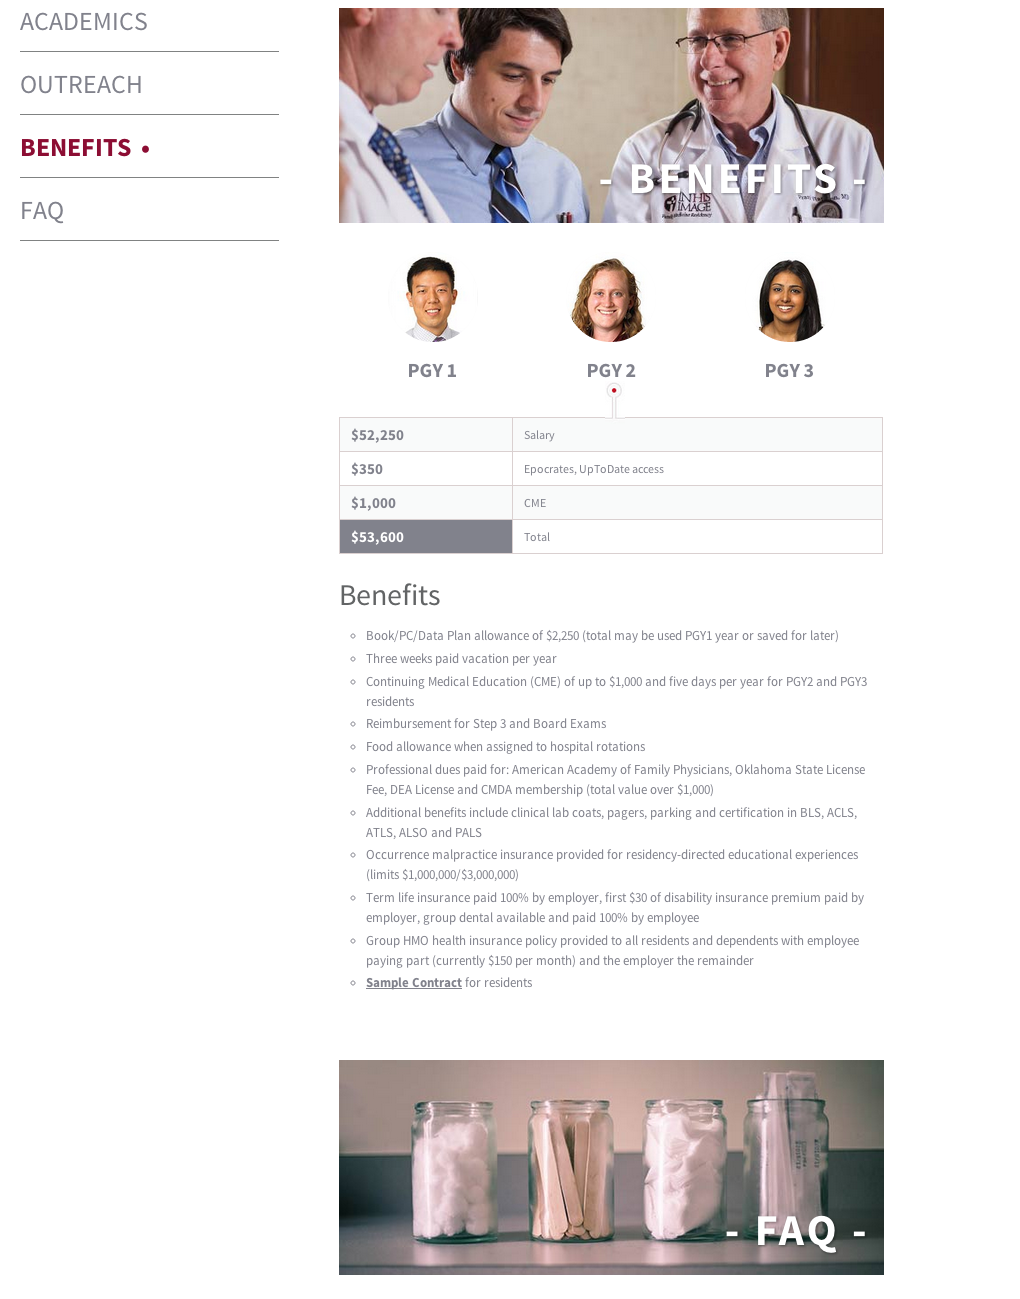 ACADEMICS
OUTREACH
BENEFITS •
FAQ
- BENEFITS -
IN HIS
IMAGE
PGY 1
PGY 2
PGY 3
$52,250 Salary
$350 Epocrates, UpToDate access
$1,000 CME
$53,600 Total
Benefits
Book/PC/Data Plan allowance of $2,250 (total may be used PGY1 year or saved for later)
Three weeks paid vacation per year
Continuing Medical Education (CME) of up to $1,000 and five days per year for PGY2 and PGY3
residents
Reimbursement for Step 3 and Board Exams
Food allowance when assigned to hospital rotations
Professional dues paid for: American Academy of Family Physicians, Oklahoma State License
Fee, DEA License and CMDA membership (total value over $1,000)
Additional benefits include clinical lab coats, pagers, parking and certification in BLS, ACLS,
ATLS, ALSO and PALS
Occurrence malpractice insurance provided for residency-directed educational experiences
(limits $1,000,000/$3,000,000)
Term life insurance paid 100% by employer, first $30 of disability insurance premium paid by
employer, group dental available and paid 100% by employee
Group HMO health insurance policy provided to all residents and dependents with employee
paying part (currently $150 per month) and the employer the remainder
Sample Contract for residents
- FAQ -